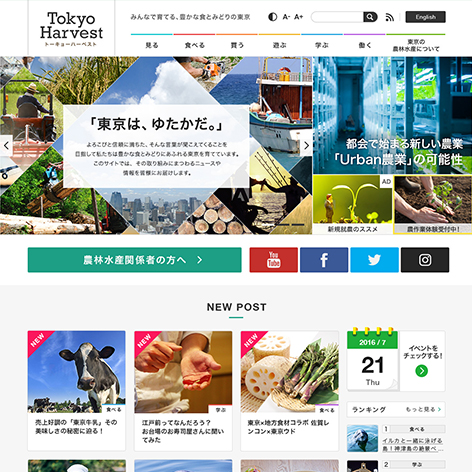 Tokyo
Harvest
トーキョーハーベスト
みんなで育てる、豊かな食とみどりの東京
A- A+
English
見る
食べる
買う
遊ぶ
学ぶ
働く
東京の
農林水産について
「東京は、ゆたかだ。」
よろこびと信頼に満ちた、そんな言葉が聞こえてくることを
目指して私たちは豊かな食とみどりにあふれる東京を育てています。
このサイトでは、その取り組みにまつわるニュースや
情報を皆様にお届けします。
都会で始まる新しい農業
「Urban農業」の可能性
AD
新規就農のススメ
農作業体験受付中!
農林水産関係者の方へ
You
Tube
NEW POST
NEW
食べる
売上好調の「東京牛乳」その
美味しさの秘密に迫る!
NEW
学ぶ
江戸前ってなんだろう?
お台場のお寿司屋さんに聞
いてみた
NEW
食べる
東京×地方食材コラボ 佐賀
レンコン×東京ウド
2016 / 7
21
Thu
イベントを
チェックする!
ランキング
もっと見る
1
食べる
イルカと一緒に泳げる
島!神津島の絶景ベ
2
学ぶ